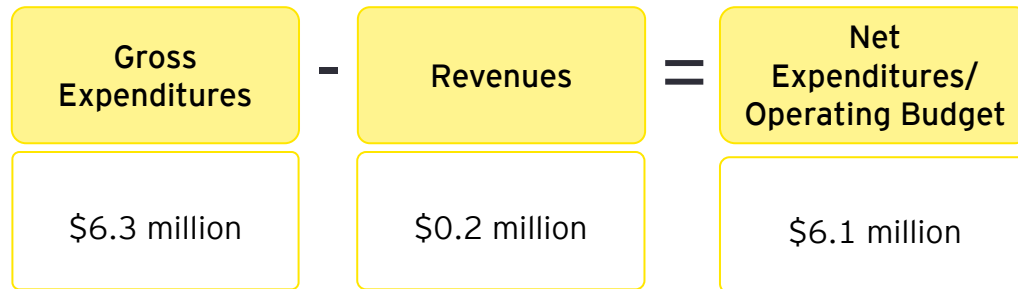 Gross
Expenditures
-
Revenues
=
Net
Expenditures/
Operating Budget
$6.3 million
$0.2 million
$6.1 million